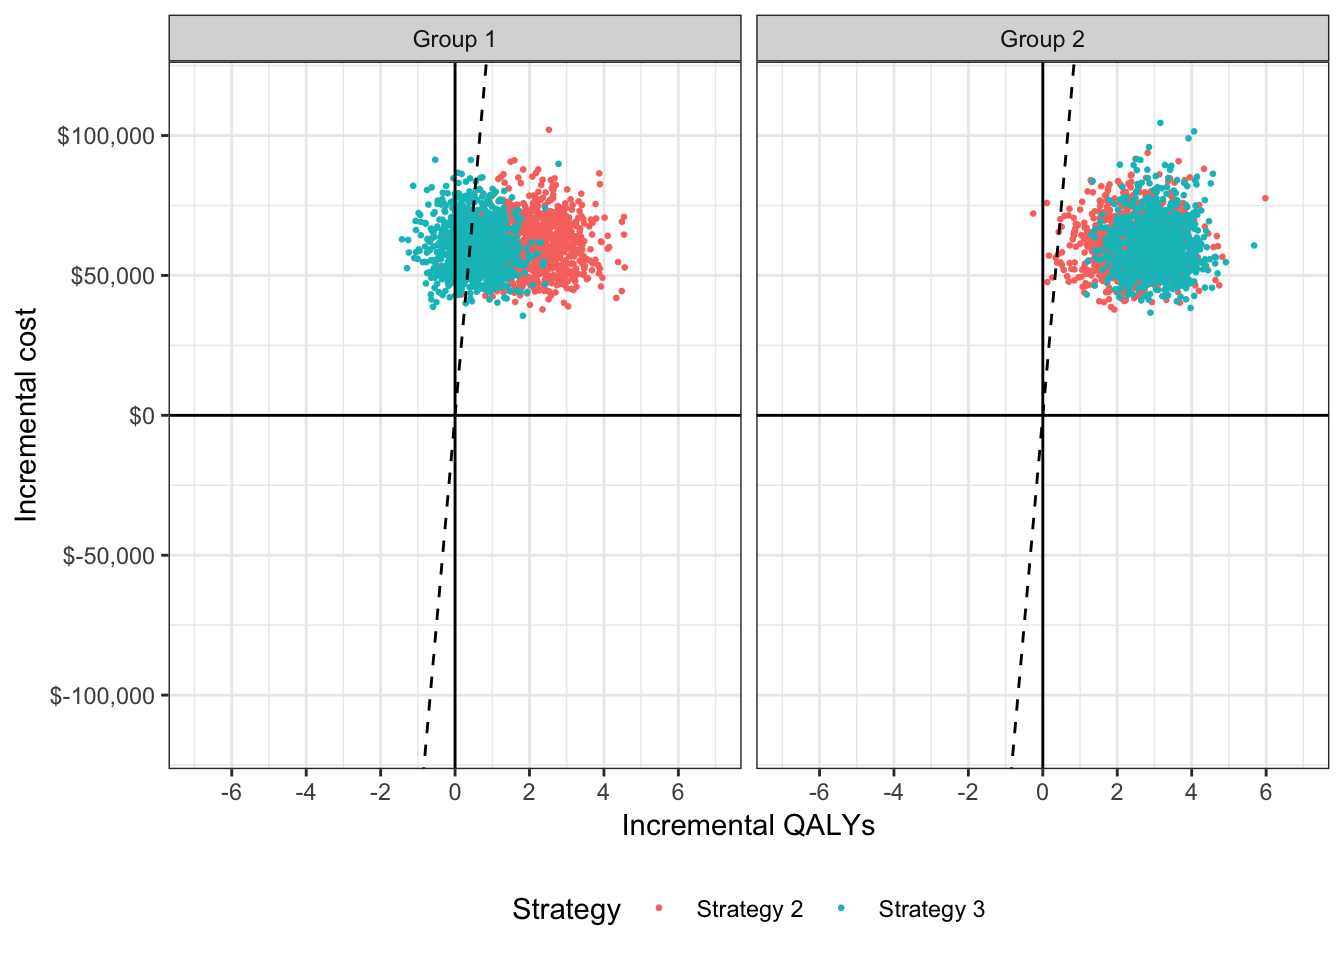 Group 1
Group 2
Incremental cost
$100,000
$50,000
$0
$-50,000
$-100,000
-6 -4 -2 0 2 4 6
-6 -4 -2 0 2 4 6
Incremental QALYs
Strategy Strategy 2 Strategy 3